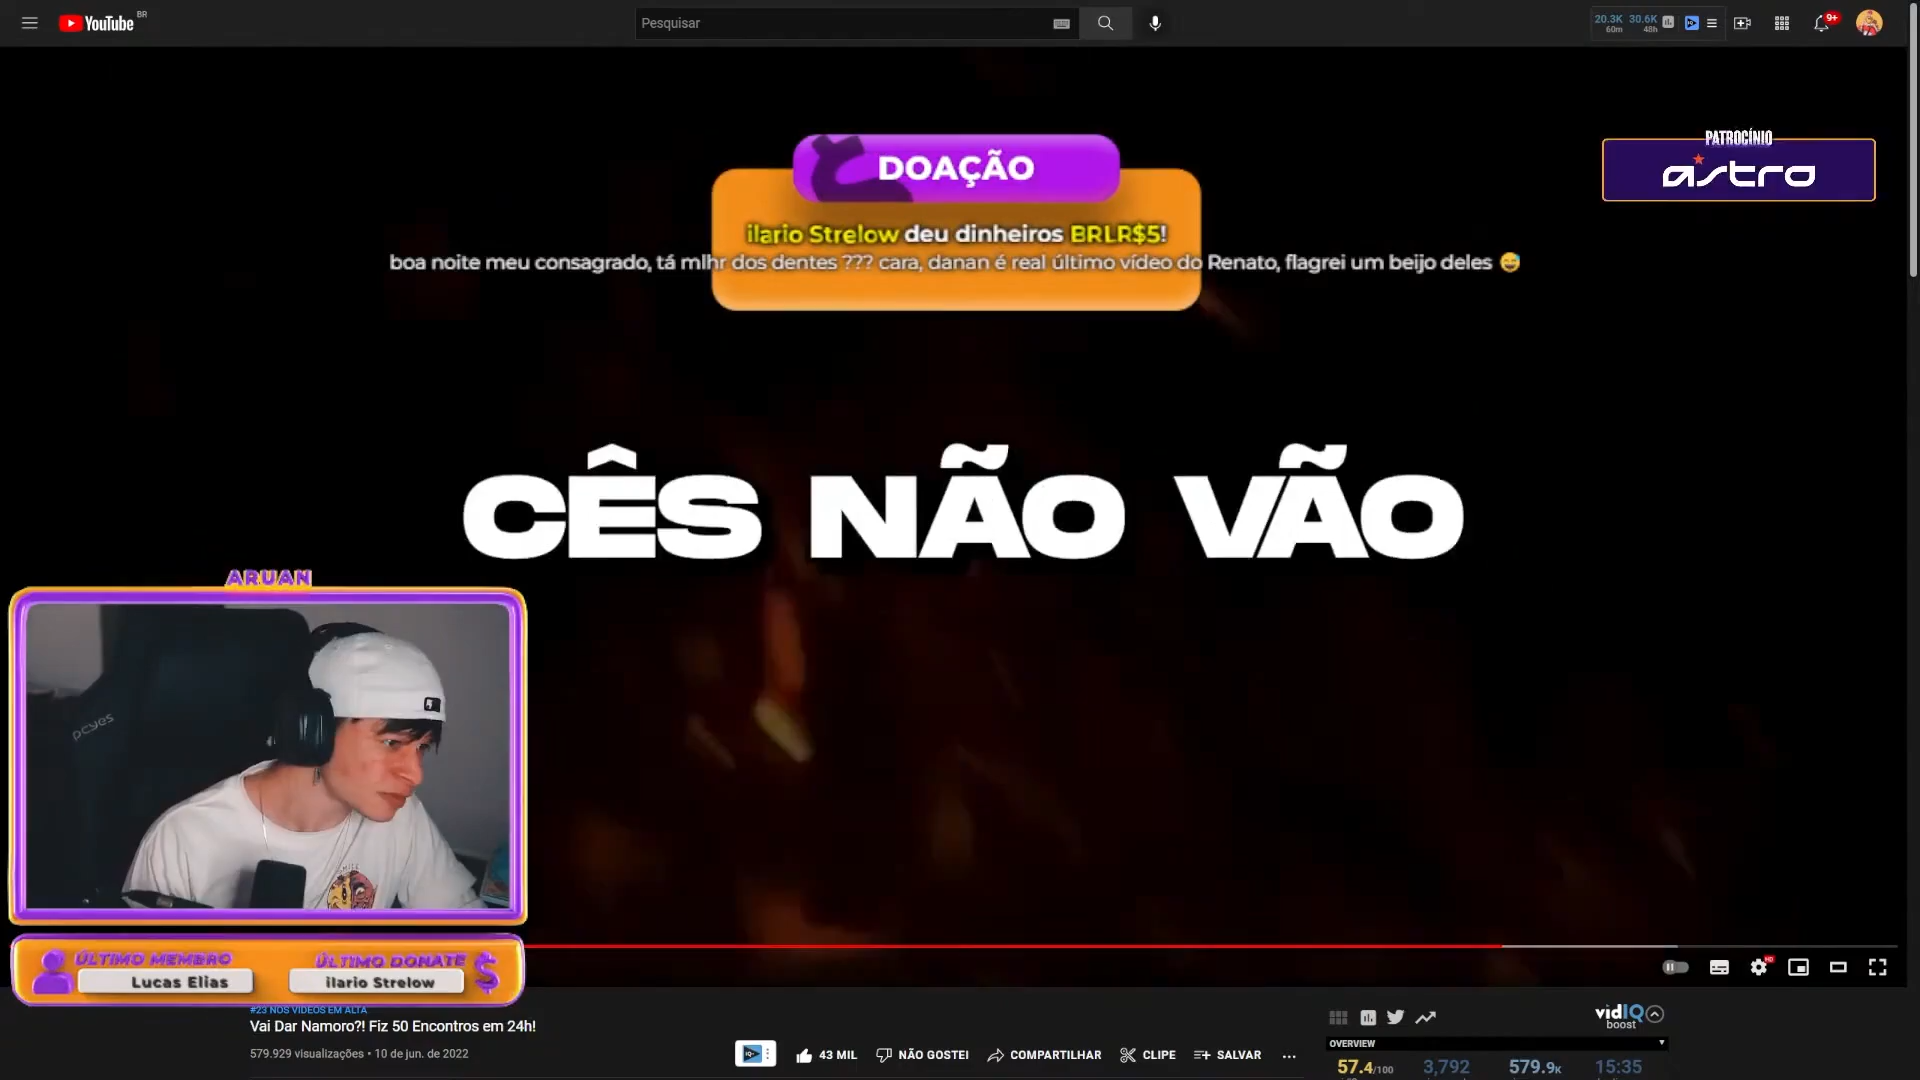 YouTube BR
Pesquisar
20.3K 30.6K
60m 48h
9+
PATROCÍNIO
astro
DOAÇÃO
ilario Strelow deu dinheiros BRLR$5!
boa noite meu consagrado, tá mlhr dos dentes ??? cara, danan é real último vídeo do Renato, flagrei um beijo deles 😅
CÊS NÃO VÃO
ARUAN
pcyes
ÚLTIMO MEMBRO
Lucas Elias
ÚLTIMO DONATE
ilario Strelow
HD
#23 NOS VÍDEOS EM ALTA
Vai Dar Namoro?! Fiz 50 Encontros em 24h!
579.929 visualizações • 10 de jun. de 2022
43 MIL
NÃO GOSTEI
COMPARTILHAR
CLIPE
SALVAR
vidIQ
boost
OVERVIEW
57.4/100 3,792 579.9K 15:35